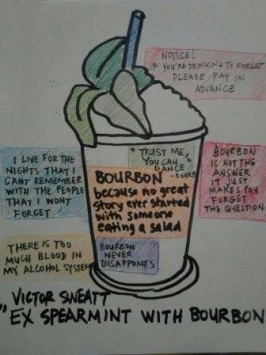 NOTICE!
IF YOU'RE DRINKING TO FORGET
PLEASE PAY IN
ADVANCE
I LIVE FOR THE
NIGHTS THAT I
CAN'T REMEMBER
WITH THE PEOPLE
THAT I WONT
FORGET
"TRUST ME
YOU CAN
DANCE"
-BOURB
BOURBON
because no great
story ever started
with someone
eating a salad
BOURBON
IS NOT THE
ANSWER
IT JUST
MAKES YOU
FORGET
THE QUESTION
THERE IS TOO
MUCH BLOOD IN
MY ALCOHOL SYSTEM
BOURBON
NEVER
DISAPPOINTS
VICTOR SWEATT
"EX SPEARMINT WITH BOURBON